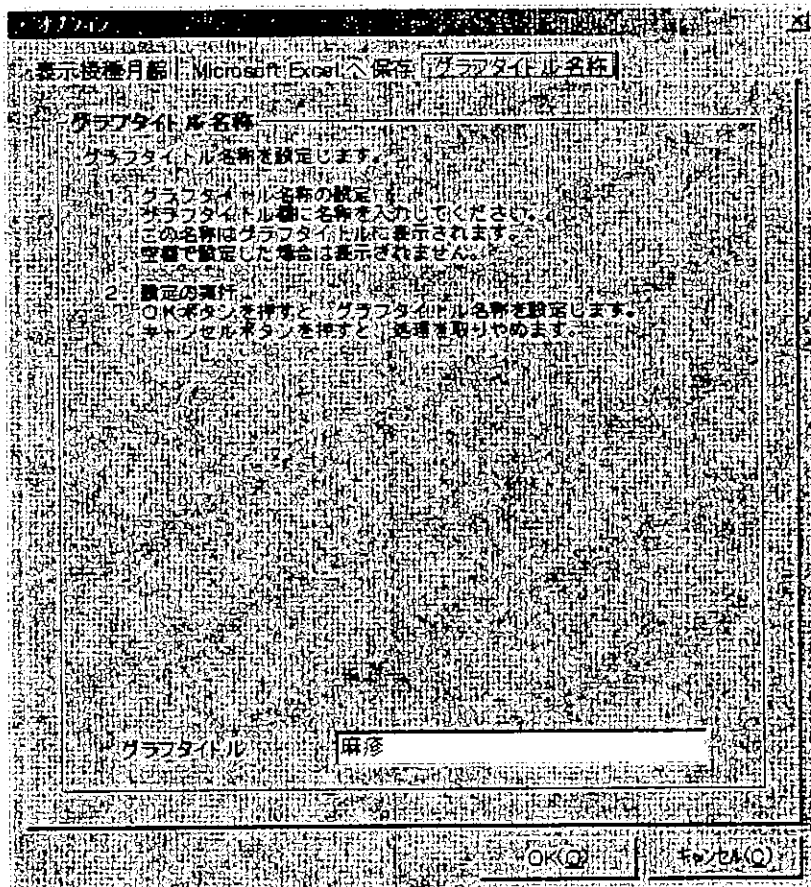 オプション
表示接種月齢 Microsoft Excel へ保存 グラフタイトル名称
グラフタイトル名称
グラフタイトル名称を設定します。
1. グラフタイトル名称の設定
グラフタイトル欄に名称を入力してください。
この名称はグラフタイトルに表示されます。
空欄で設定した場合は表示されません。
2. 設定の実行
OKボタンを押すと、グラフタイトル名称を設定します。
キャンセルボタンを押すと、処理を取りやめます。
グラフタイトル 麻疹
OK(O) キャンセル(C)